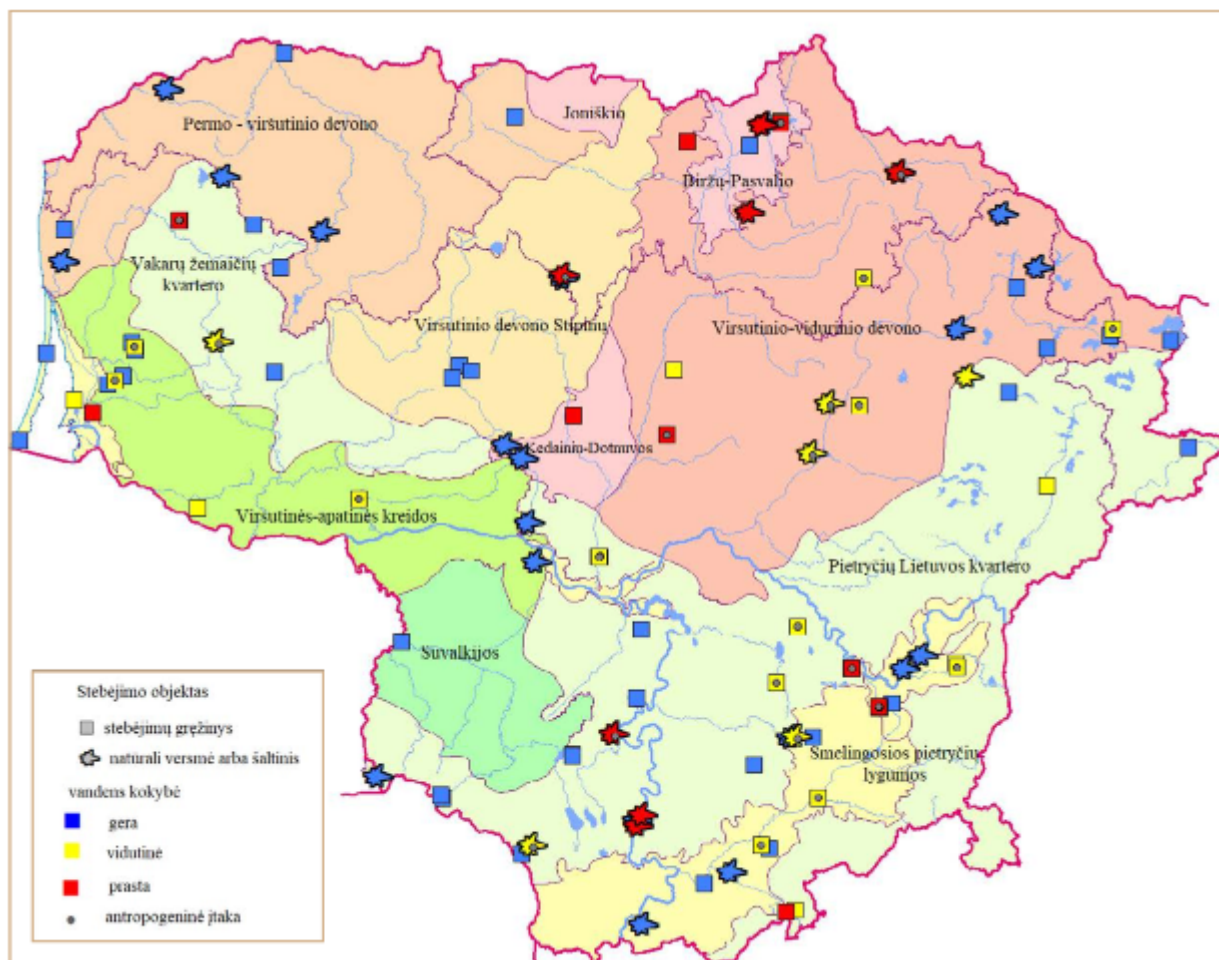 Joniškio
Permo - viršutinio devono
Biržų-Pasvalio
Vakarų žemaičių
kvartero
Viršutinio devono Stipinų
Viršutinio-vidurinio devono
Kėdainių-Dotnuvos
Viršutinės-apatinės kreidos
Pietryčių Lietuvos kvartero
Suvalkijos
Smėlingosios pietryčių
lygumos
Stebėjimo objektas
stebėjimų gręžinys
natūrali versmė arba šaltinis
vandens kokybė
gera
vidutinė
prasta
antropogeninė įtaka